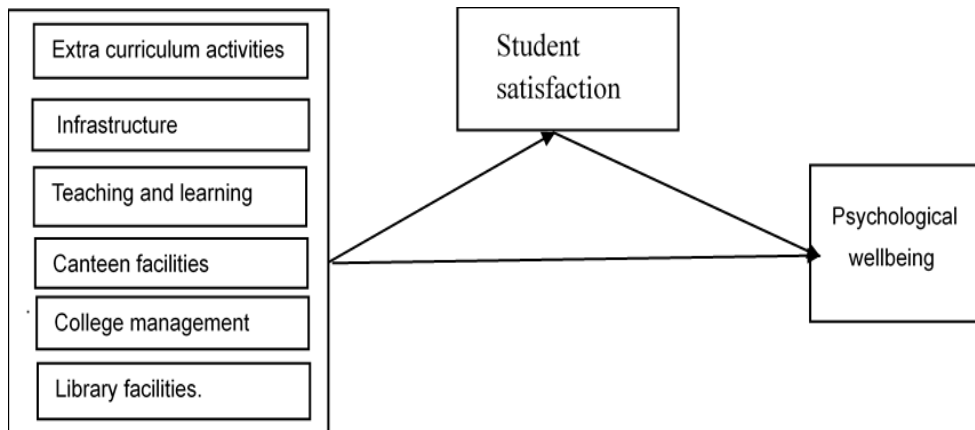 Extra curriculum activities
Infrastructure
Teaching and learning
Canteen facilities
College management
Library facilities.
Student
satisfaction
Psychological
wellbeing